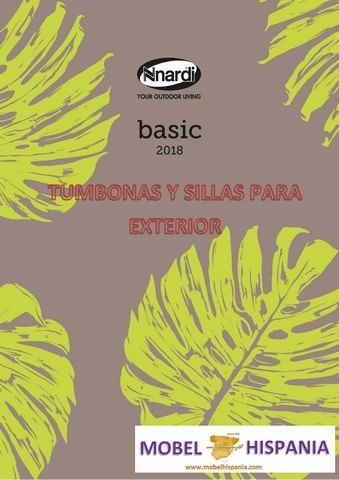 nardi
YOUR OUTDOOR LIVING
basic
2018
TUMBONAS Y SILLAS PARA
EXTERIOR
MOBEL HISPANIA
www.mobelhispania.com